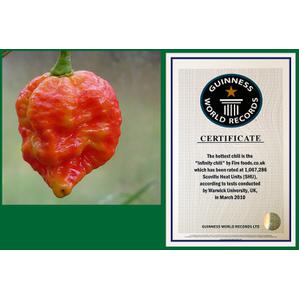 GUINNESS
WORLD RECORDS
CERTIFICATE
The hottest chili is the
"Infinity chili" by Fire foods.co.uk
which has been rated at 1,067,286
Scoville Heat Units (SHU),
according to tests conducted
by Warwick University, UK,
in March 2010
GUINNESS WORLD RECORDS LTD